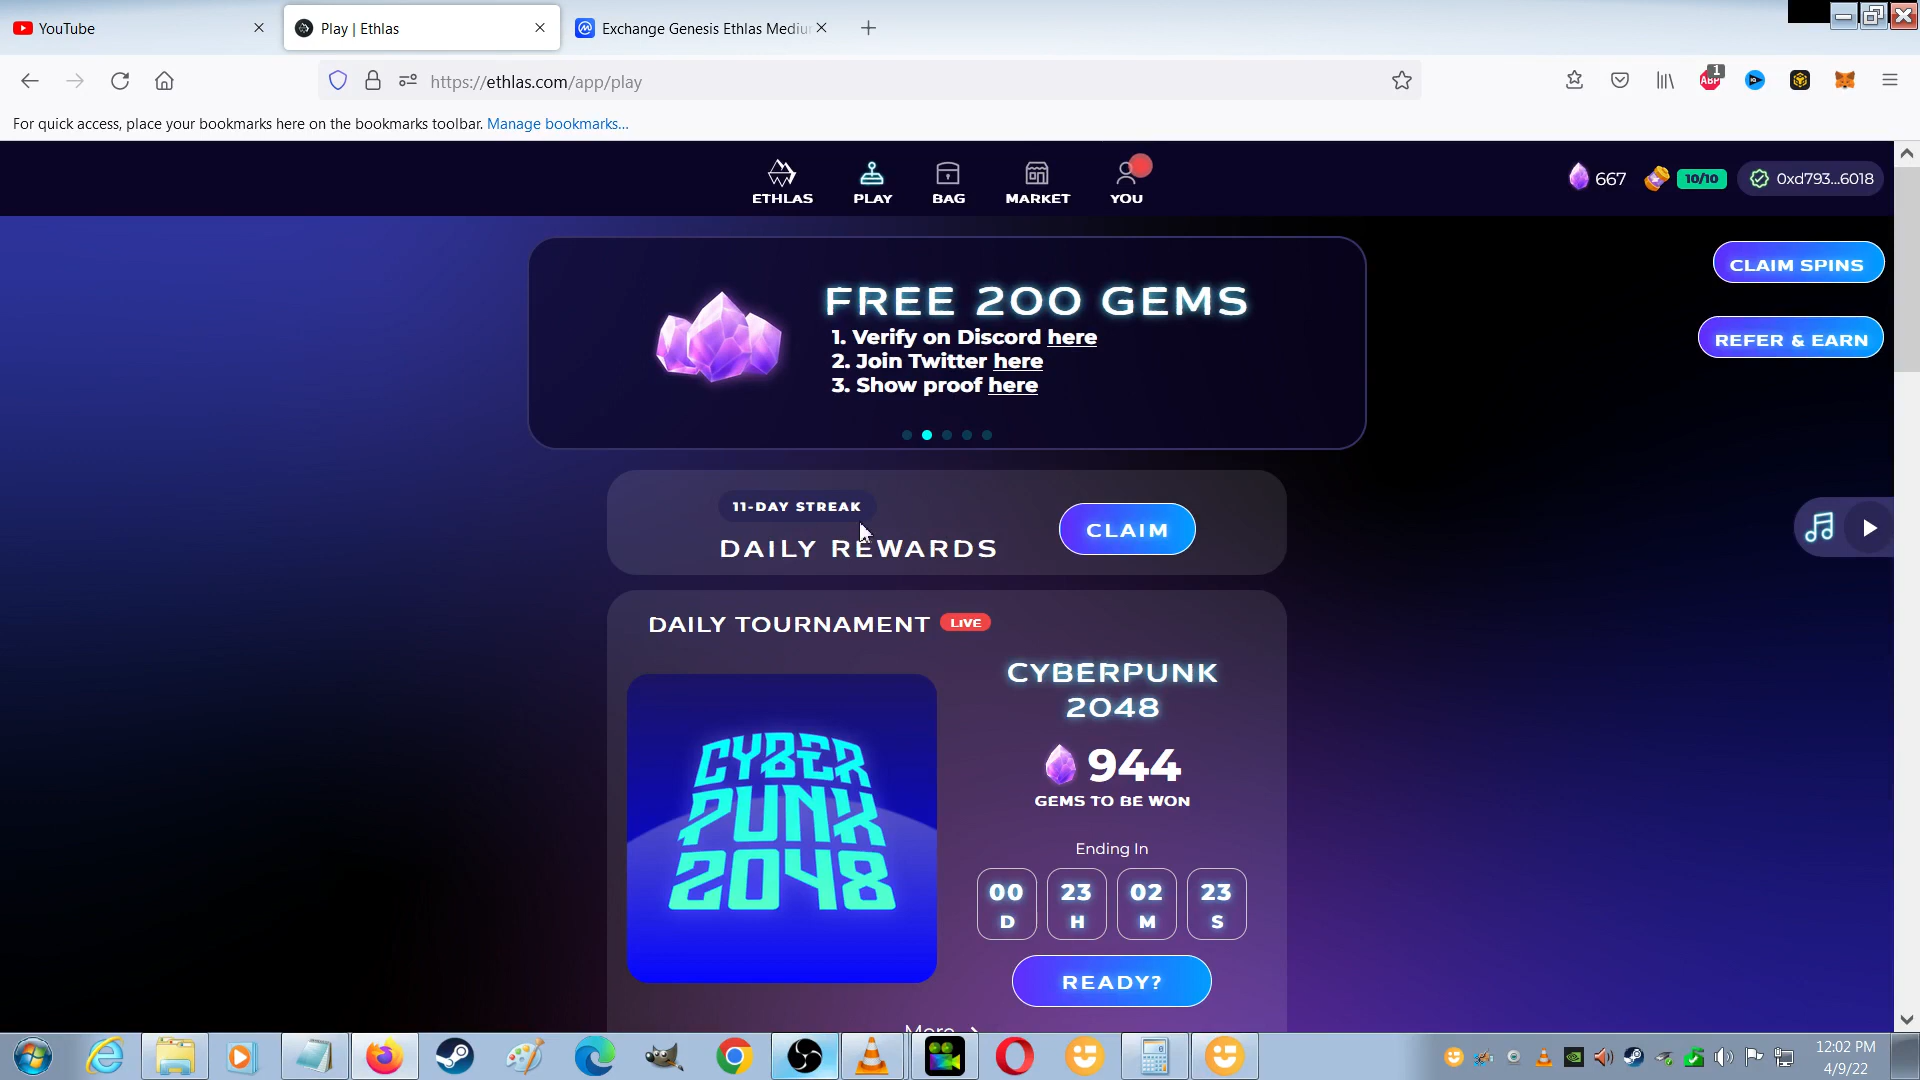 YouTube
Play | Ethlas
Exchange Genesis Ethlas Mediu
https://ethlas.com/app/play
ABP
1
For quick access, place your bookmarks here on the bookmarks toolbar. Manage bookmarks...
ETHLAS
PLAY
BAG
MARKET
YOU
667
10/10
0xd793...6018
CLAIM SPINS
REFER & EARN
FREE 200 GEMS
1. Verify on Discord here
2. Join Twitter here
3. Show proof here
11-DAY STREAK
DAILY REWARDS
CLAIM
DAILY TOURNAMENT LIVE
CYBER
PUNK
2048
CYBERPUNK
2048
944
GEMS TO BE WON
Ending In
00 23 02 23
D H M S
READY?
More
12:02 PM
4/9/22